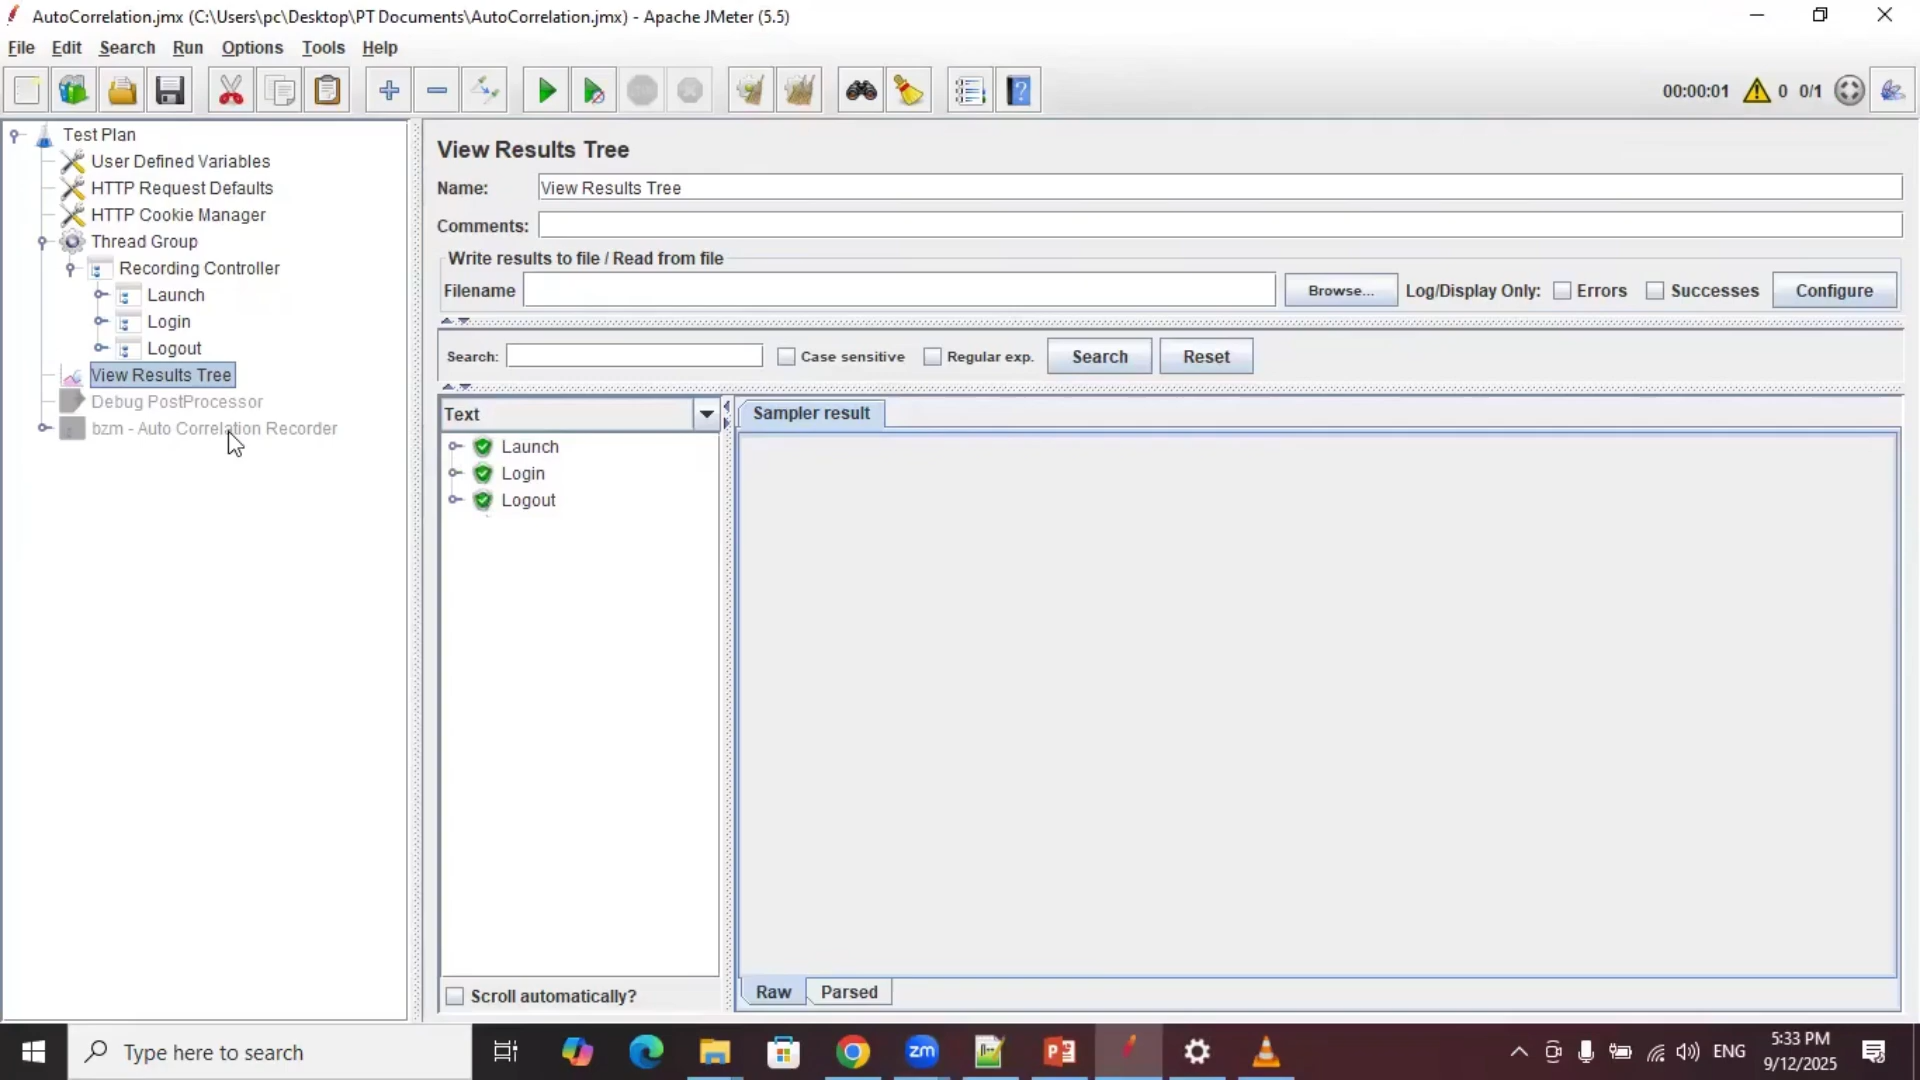 AutoCorrelation.jmx (C:\Users\pc\Desktop\PT Documents\AutoCorrelation.jmx) - Apache JMeter (5.5)
File Edit Search Run Options Tools Help
00:00:01 0 0/1
Test Plan
User Defined Variables
HTTP Request Defaults
HTTP Cookie Manager
Thread Group
Recording Controller
Launch
Login
Logout
View Results Tree
Debug PostProcessor
bzm - Auto Correlation Recorder
View Results Tree
Name: View Results Tree
Comments:
Write results to file / Read from file
Filename Browse... Log/Display Only: Errors Successes Configure
Search: Case sensitive Regular exp. Search Reset
Text
Launch
Login
Logout
Scroll automatically?
Sampler result
Raw Parsed
Type here to search
zm
ENG
5:33 PM
9/12/2025